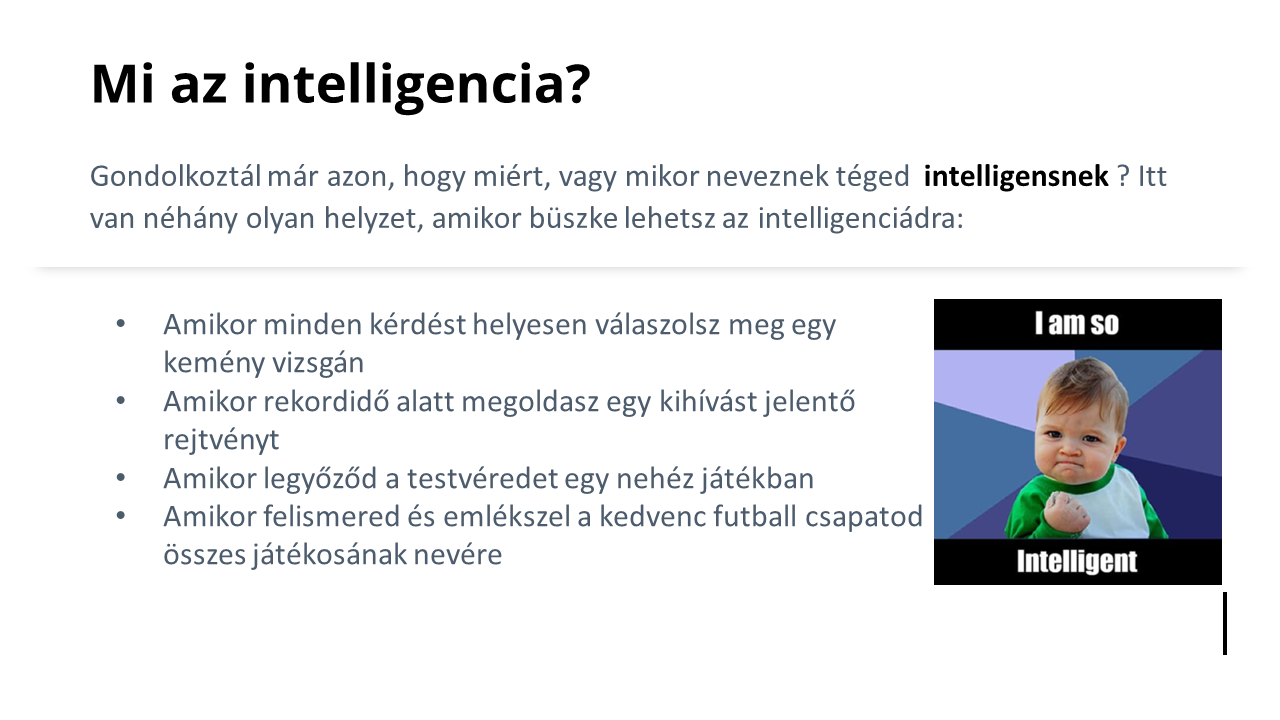 Mi az intelligencia?
Gondolkoztál már azon, hogy miért, vagy mikor neveznek téged intelligensnek ? Itt
van néhány olyan helyzet, amikor büszke lehetsz az intelligenciádra:
• Amikor minden kérdést helyesen válaszolsz meg egy
kemény vizsgán
• Amikor rekordidő alatt megoldasz egy kihívást jelentő
rejtvényt
• Amikor legyőződ a testvéredet egy nehéz játékban
• Amikor felismered és emlékszel a kedvenc futball csapatod
összes játékosának nevére
I am so
Intelligent